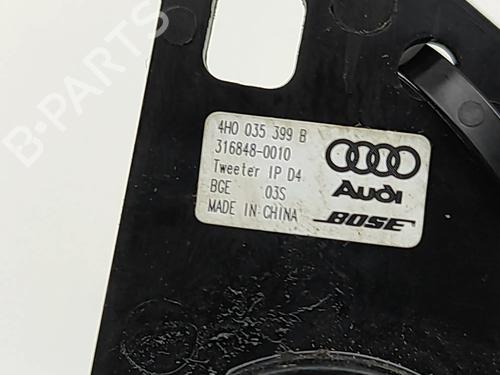 B-PARTS
4H0 035 399 B
316848-0010
Tweeter IP D4
BGE 03S
MADE IN CHINA
Audi
BOSE